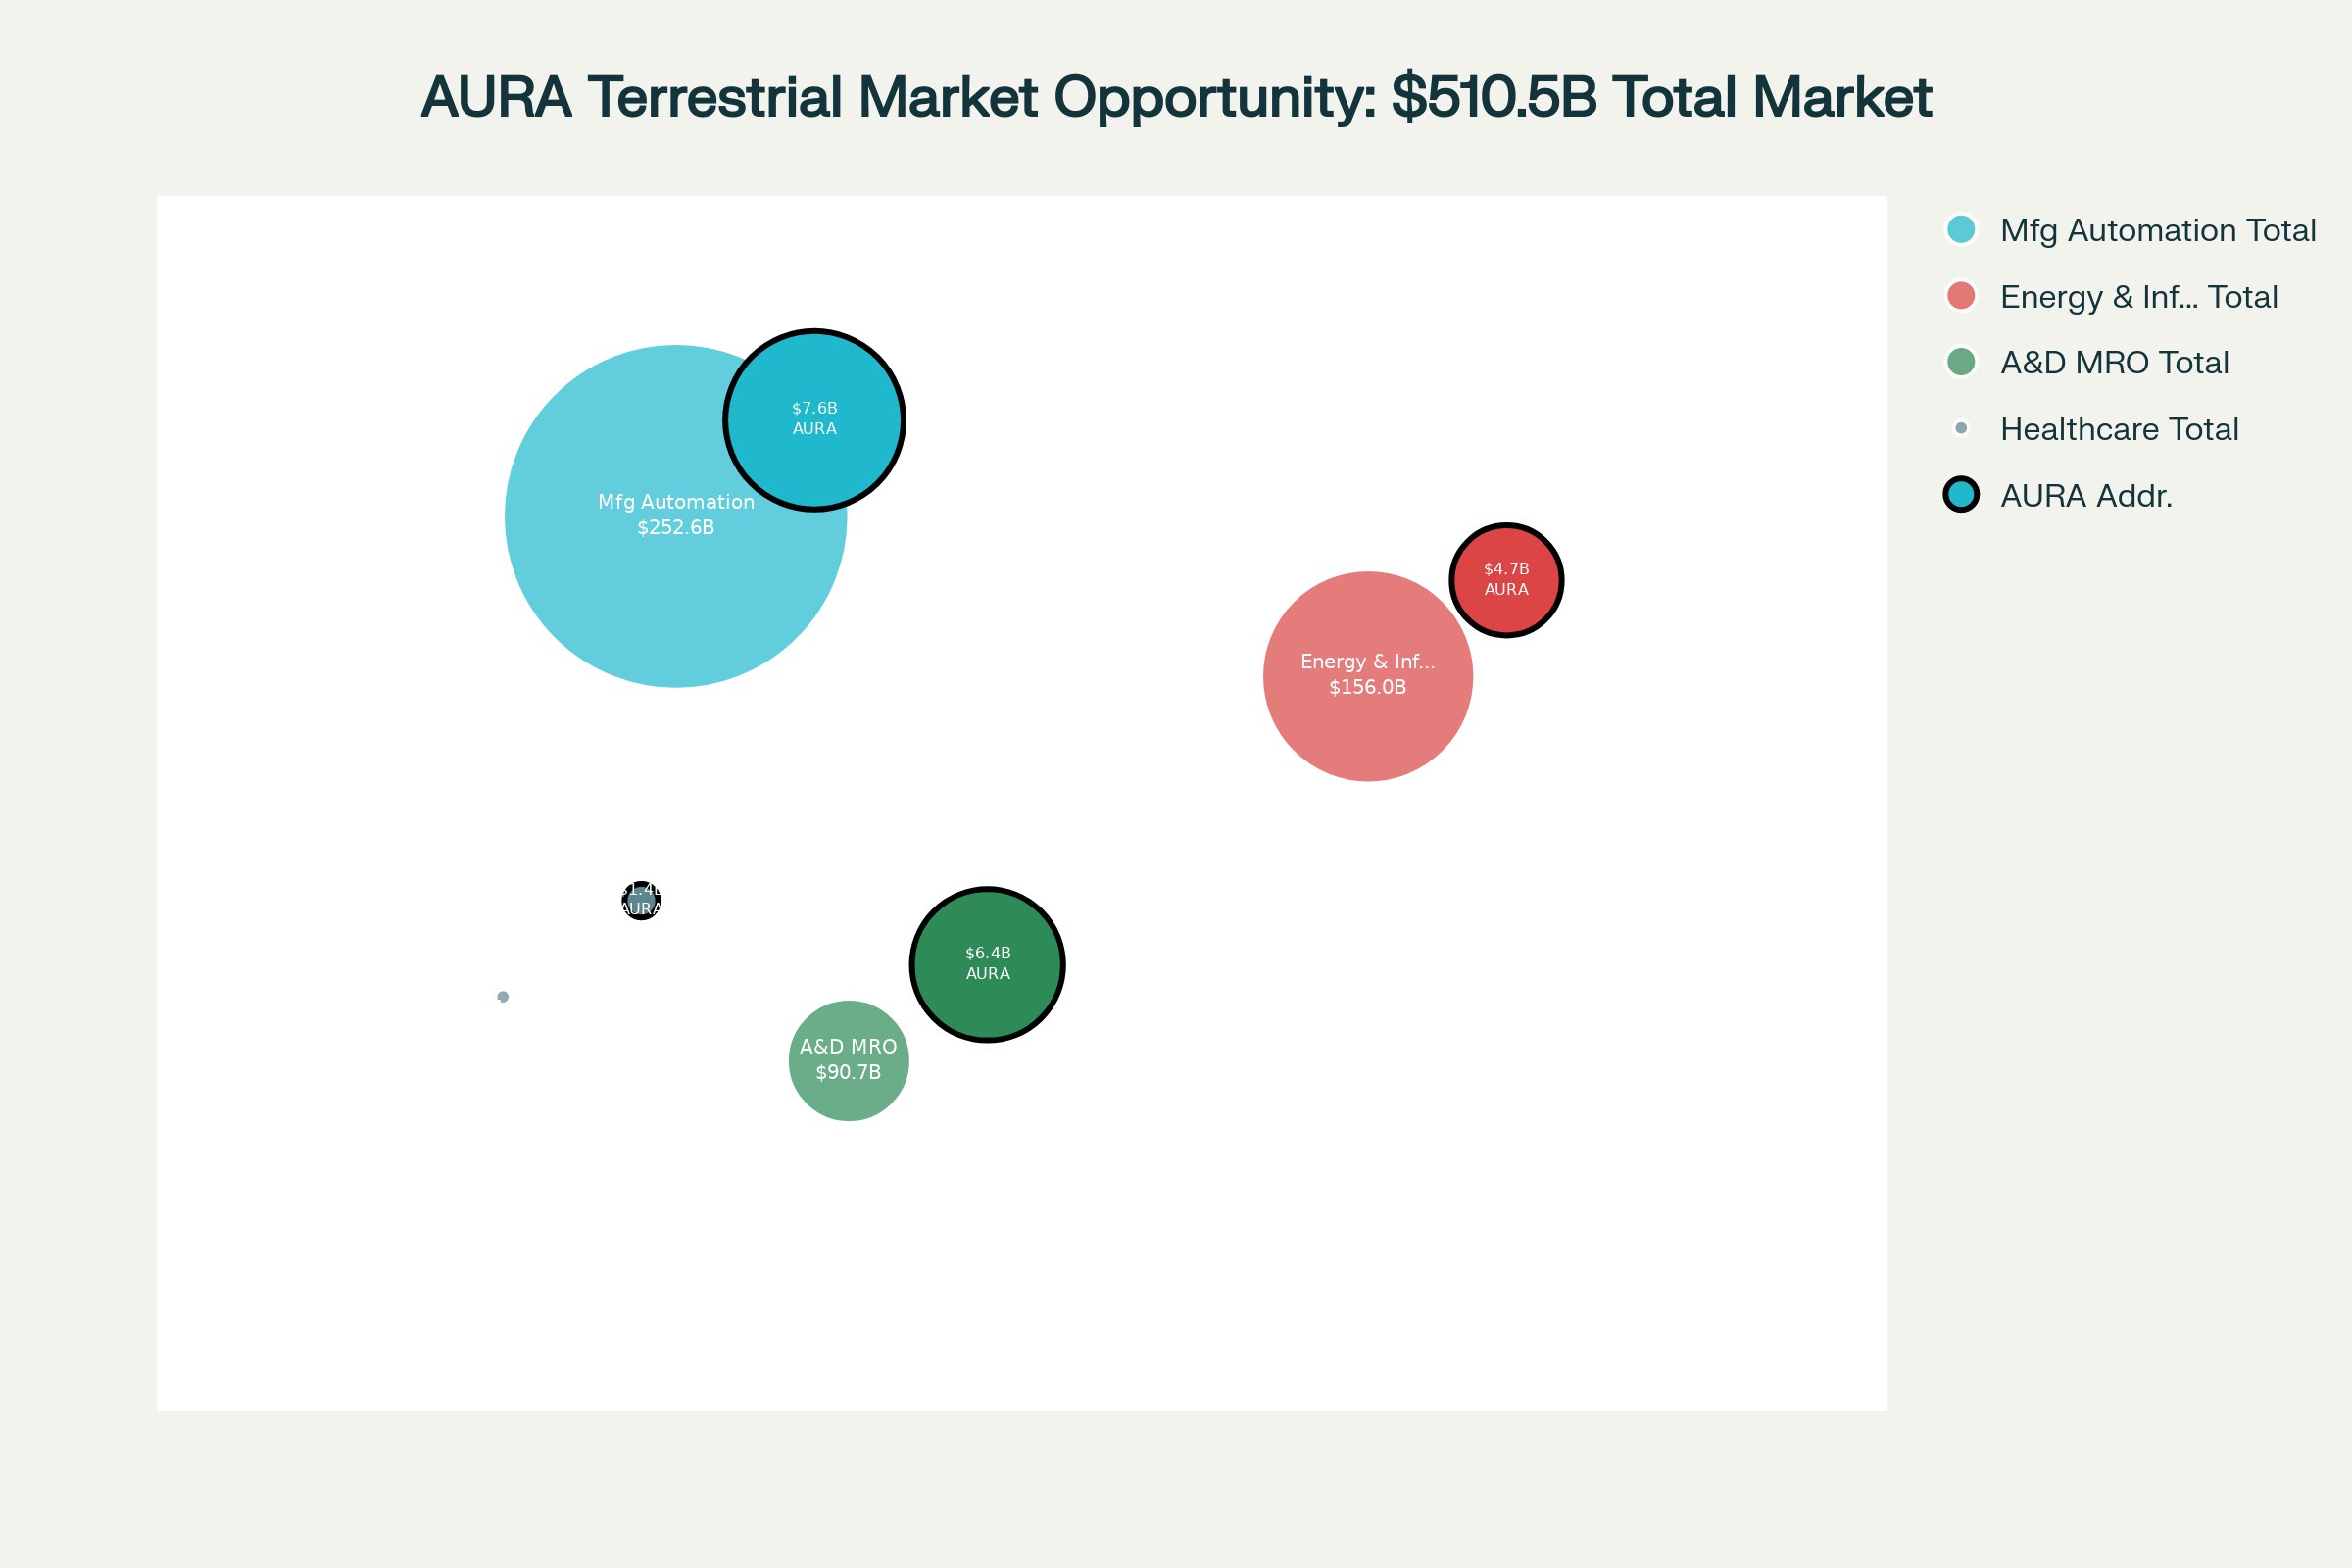 AURA Terrestrial Market Opportunity: $510.5B Total Market
Mfg Automation Total
Energy & Inf... Total
A&D MRO Total
Healthcare Total
AURA Addr.
$7.6B
AURA
Mfg Automation
$252.6B
$4.7B
AURA
Energy & Inf...
$156.0B
$1.4B
AURA
$6.4B
AURA
A&D MRO
$90.7B